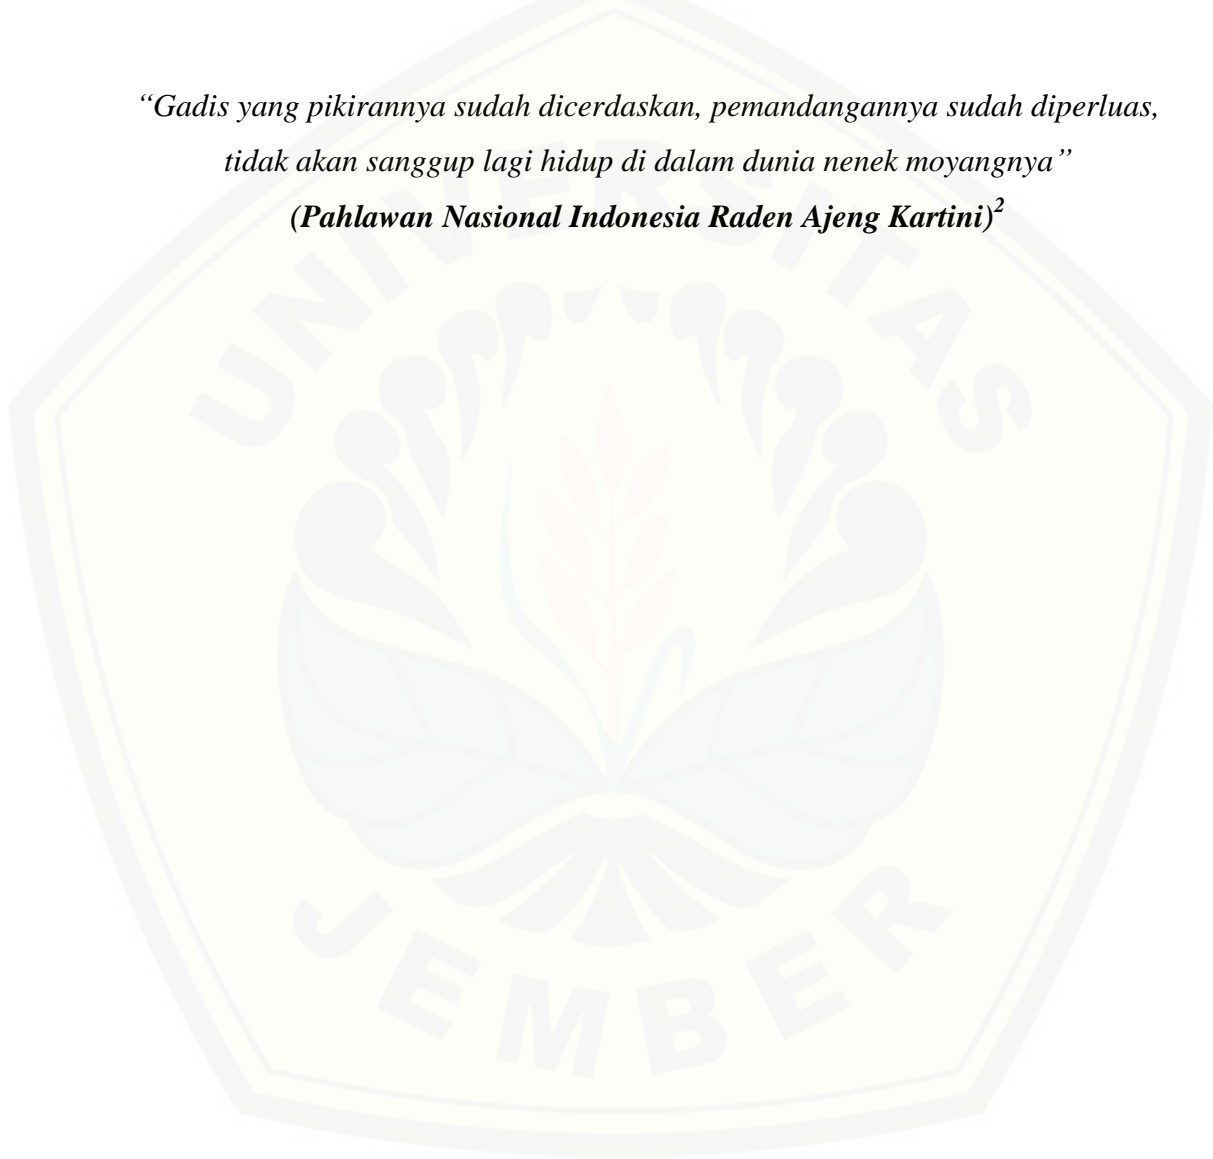 “Gadis yang pikirannya sudah dicerdaskan, pemandangannya sudah diperluas,
tidak akan sanggup lagi hidup di dalam dunia nenek moyangnya”
(Pahlawan Nasional Indonesia Raden Ajeng Kartini)²
UNIVERSITAS
JEMBER